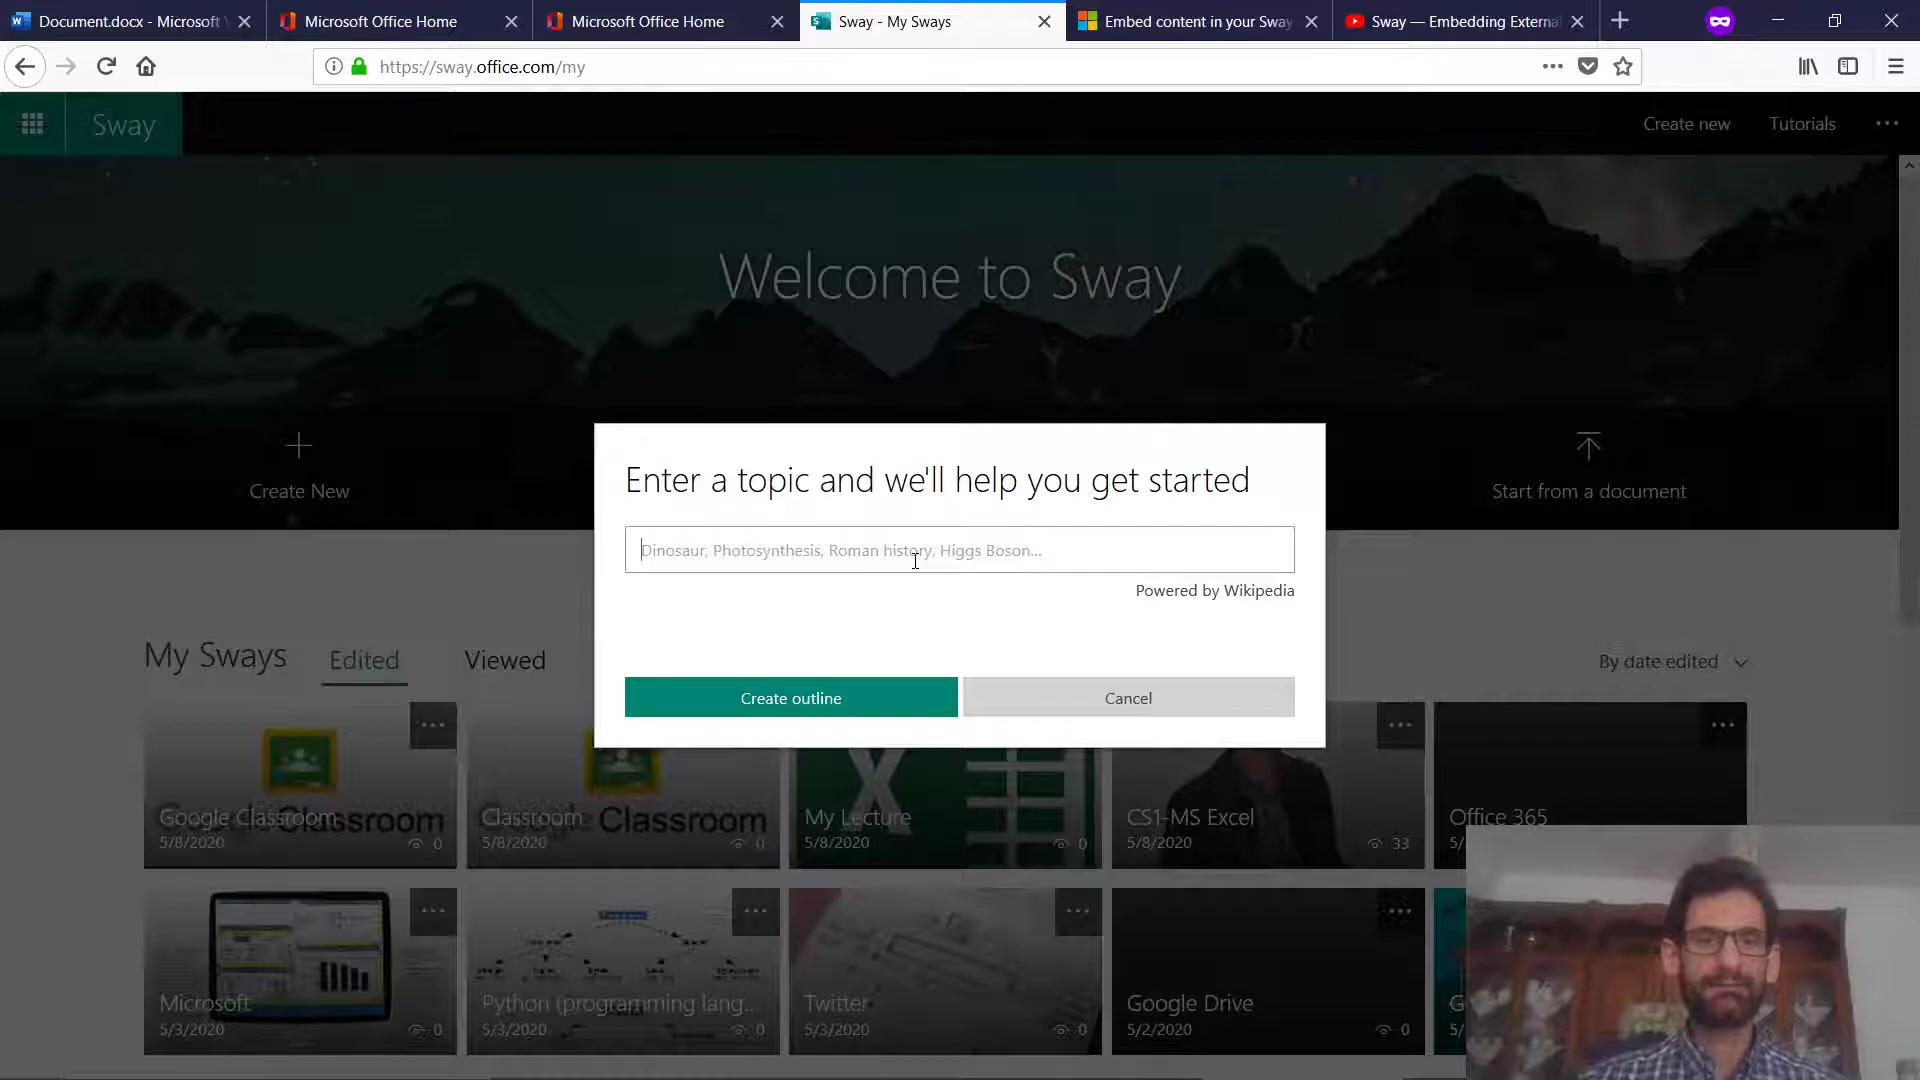 Document.docx - Microsoft
Microsoft Office Home
Microsoft Office Home
Sway - My Sways
Embed content in your Sway
Sway — Embedding External
https://sway.office.com/my
Sway
Create new
Tutorials
Welcome to Sway
Create New
Start from a document
Enter a topic and we'll help you get started
Dinosaur, Photosynthesis, Roman history, Higgs Boson...
Powered by Wikipedia
Create outline
Cancel
My Sways
Edited
Viewed
By date edited
Google Classroom
5/8/2020
0
Classroom
Classroom
5/8/2020
0
My Lecture
5/8/2020
0
CS1-MS Excel
5/8/2020
33
Office 365
Microsoft
5/3/2020
0
Python (programming lang...
5/3/2020
0
Twitter
5/3/2020
0
Google Drive
5/2/2020
0